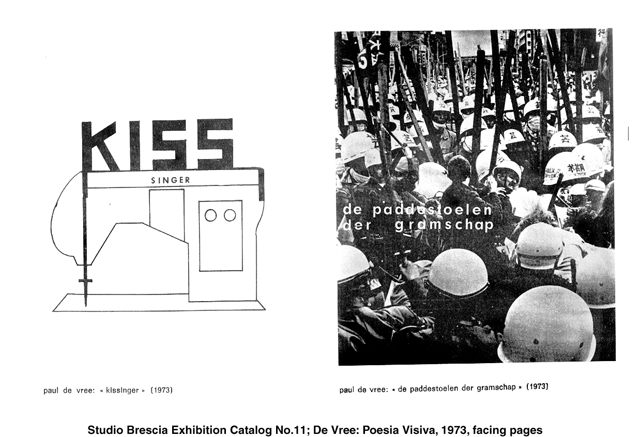 KISS
SINGER
paul de vree: « kissinger » (1973)
de paddestoelen
der gramschap
paul de vree: « de paddestoelen der gramschap » (1973)
Studio Brescia Exhibition Catalog No.11; De Vree: Poesia Visiva, 1973, facing pages